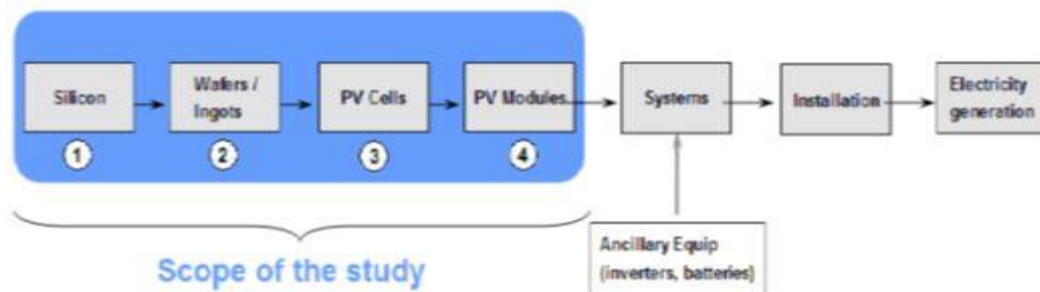 Silicon
Wafers /
Ingots
PV Cells
PV Modules
Systems
Installation
Electricity
generation
1
2
3
4
Ancillary Equip
(inverters, batteries)
Scope of the study